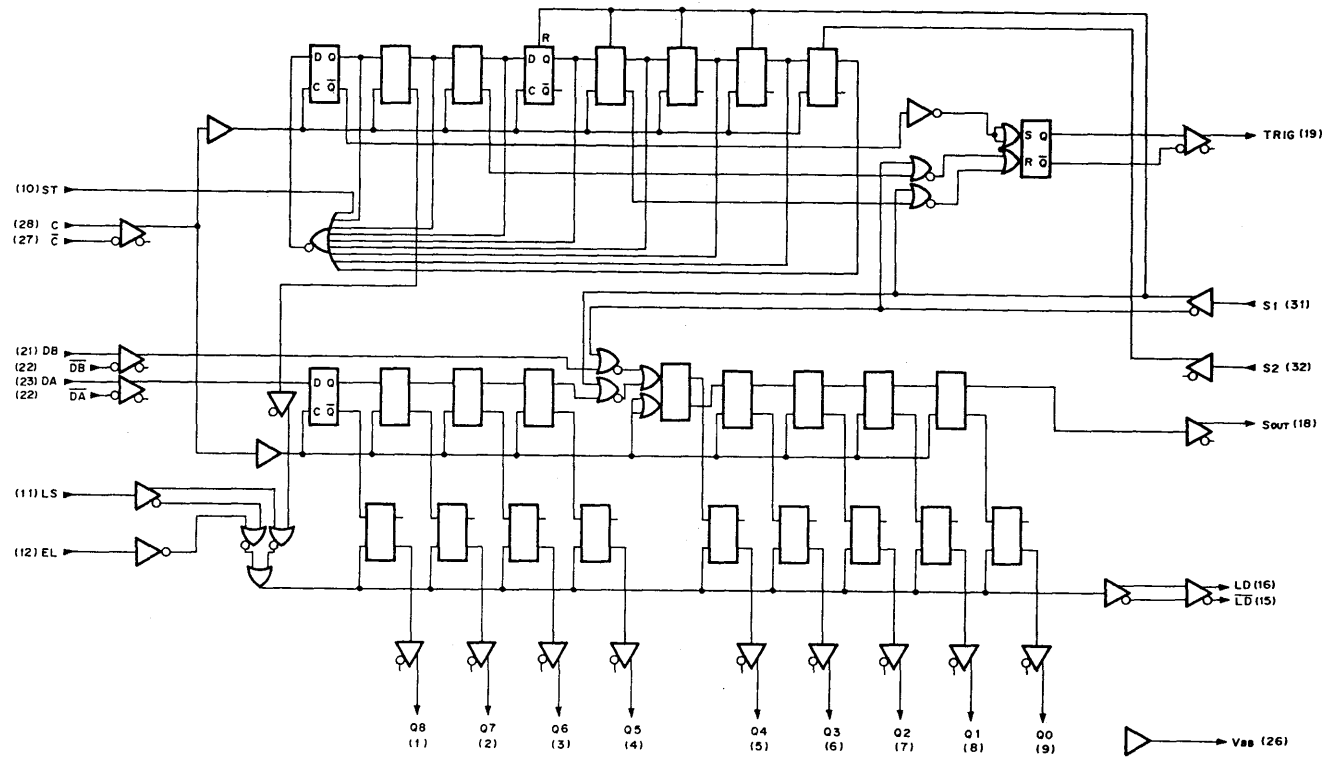 R
D Q
C Q̅
D Q
C Q̅
S Q
R Q̅
TRIG (19)
(10) ST
(28) C
(27) C̅
S1 (31)
(21) DB
(22) D̅B̅
(23) DA
(22) D̅A̅
S2 (32)
D Q
C Q̅
SOUT (18)
(11) LS
(12) EL
LD (16)
L̅D̅ (15)
Q8 Q7 Q6 Q5 Q4 Q3 Q2 Q1 Q0
(1) (2) (3) (4) (5) (6) (7) (8) (9)
VBB (26)